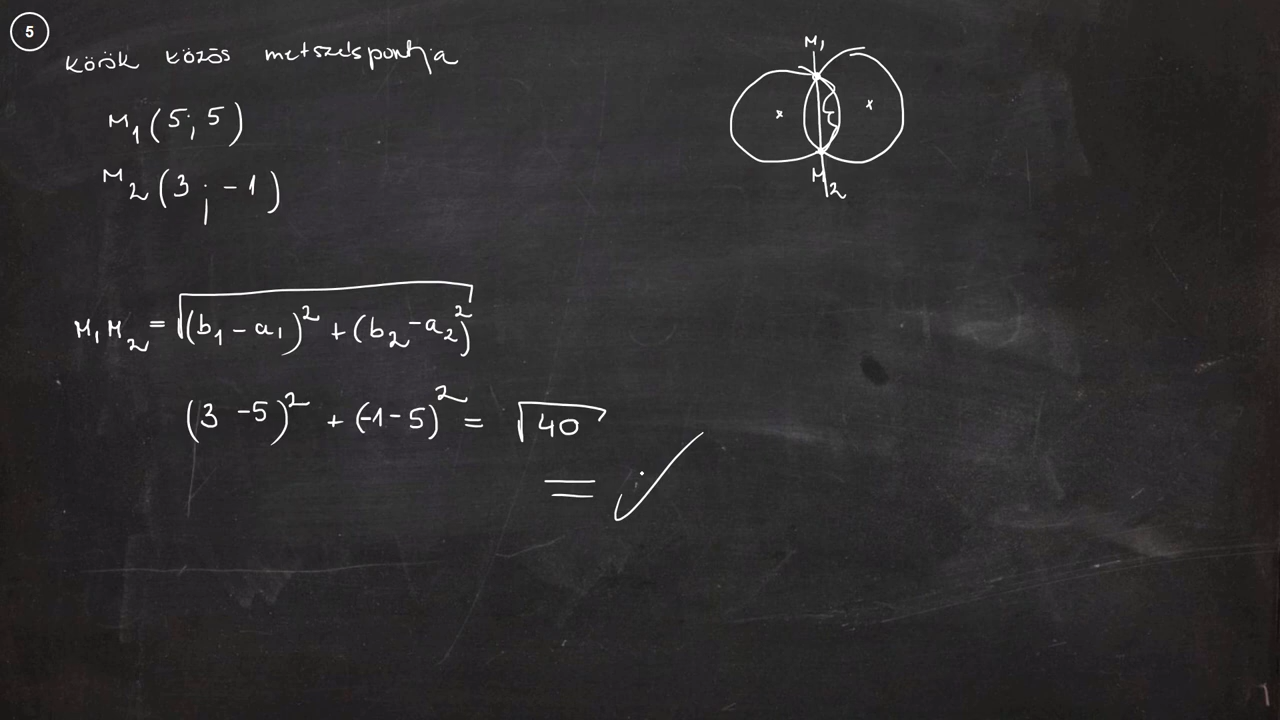 5
körök közös metszéspontja
M₁(5; 5)
M₂(3; -1)
M₁
M₂
M₁M₂ = √(b₁ - a₁)² + (b₂ - a₂)²
(3 - 5)² + (-1 - 5)² = √40